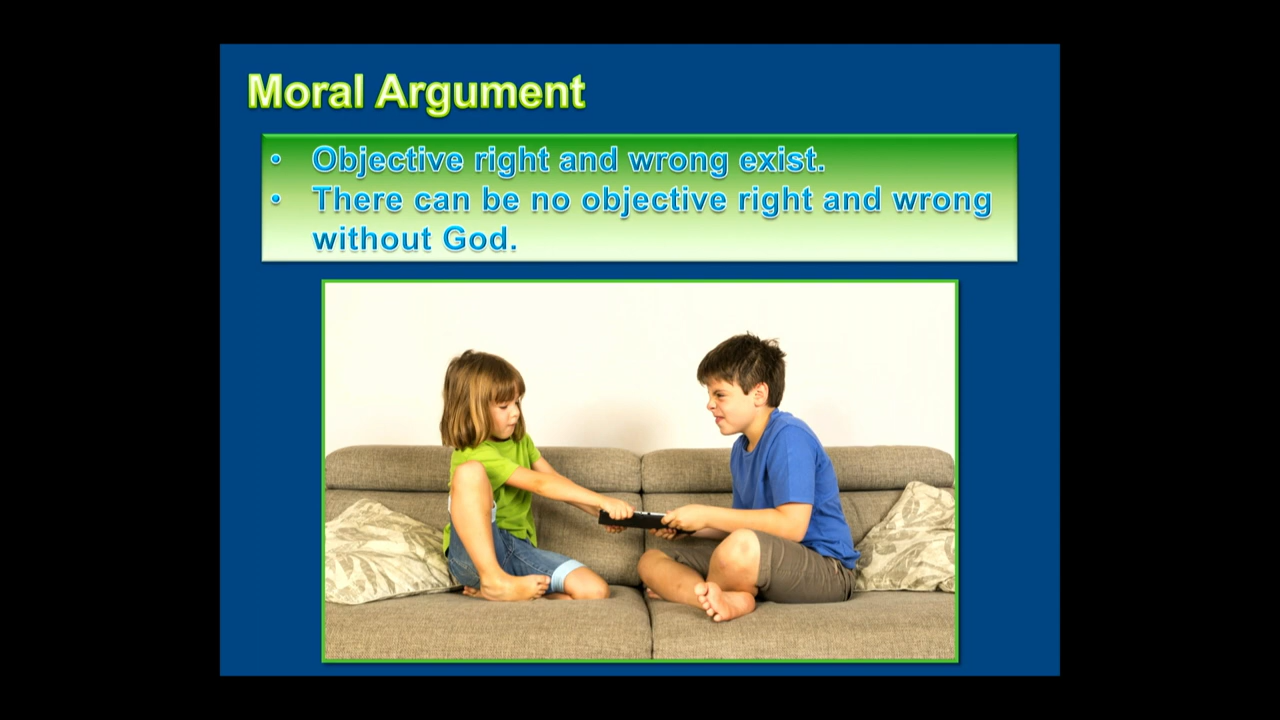 Moral Argument
• Objective right and wrong exist.
• There can be no objective right and wrong
without God.